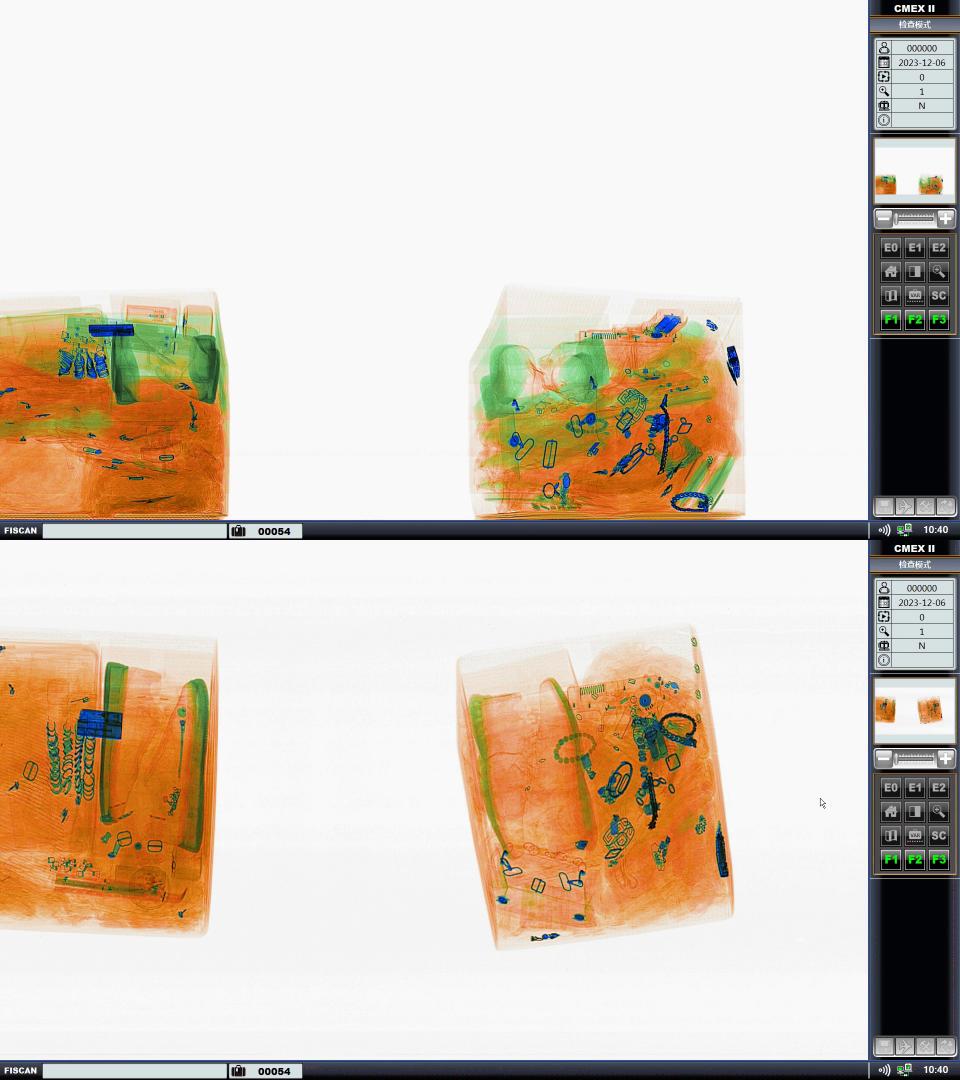 CMEX II
检查模式
000000
2023-12-06
0
1
N
E0 E1 E2
VAR SC
F1 F2 F3
FISCAN 00054 10:40
CMEX II
检查模式
000000
2023-12-06
0
1
N
E0 E1 E2
VAR SC
F1 F2 F3
FISCAN 00054 10:40